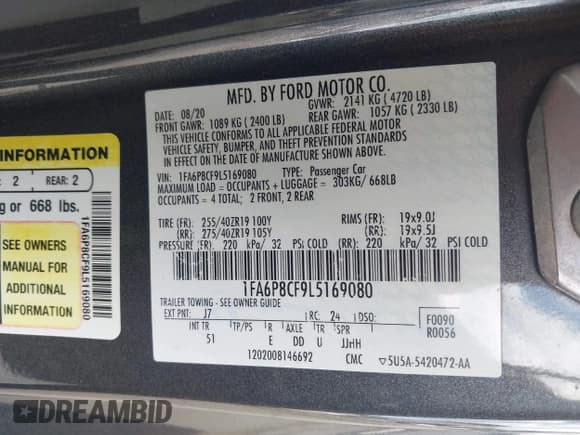 MFD. BY FORD MOTOR CO.
DATE: 08/20
GVWR: 2141 KG ( 4720 LB)
FRONT GAWR: 1089 KG ( 2400 LB)
REAR GAWR: 1057 KG ( 2330 LB)
THIS VEHICLE CONFORMS TO ALL APPLICABLE FEDERAL MOTOR
VEHICLE SAFETY, BUMPER, AND THEFT PREVENTION STANDARDS
IN EFFECT ON THE DATE OF MANUFACTURE SHOWN ABOVE.
VIN: 1FA6P8CF9L5169080
TYPE: Passenger Car
MAXIMUM LOAD = OCCUPANTS + LUGGAGE = 303KG/ 668LB
OCCUPANTS = 4 TOTAL; 2 FRONT, 2 REAR
TIRE (FR): 255/40ZR19 100Y RIMS (FR): 19x9.0J
(RR): 275/40ZR19 105Y (RR): 19x9.5J
PRESSURE (FR): 220 kPa/ 32 PSI COLD (RR): 220 kPa/ 32 PSI COLD
1FA6P8CF9L5169080
TRAILER TOWING - SEE OWNER GUIDE
EXT PNT: J7 RC: 24 DSO: F0090
INT TR TP/PS R AXLE TR SPR R0056
51 E DD U JJHH
1202008146692 CMC ▽5U5A-5420472-AA
INFORMATION
: 2 REAR: 2
g or 668 lbs.
SEE OWNERS
MANUAL FOR
ADDITIONAL
INFORMATION
1FA6P8CF9L5169080
DREAMBID